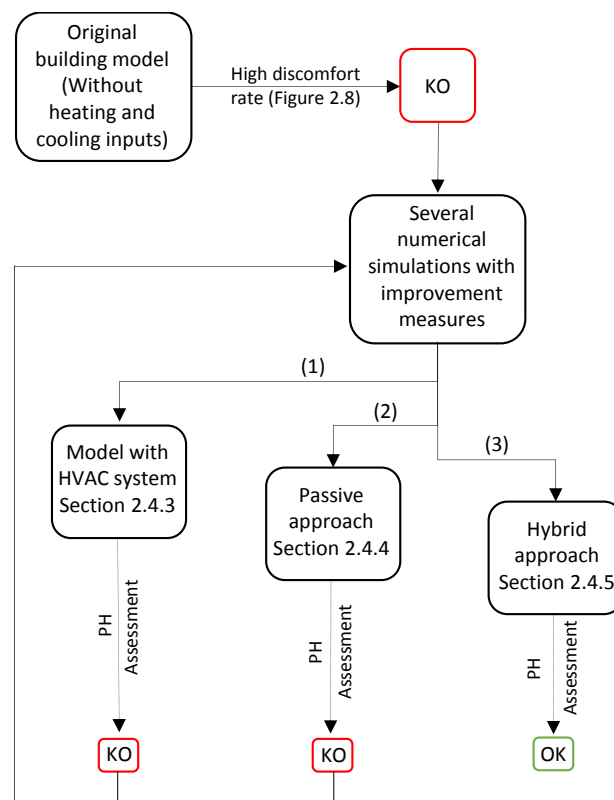 Original
building model
(Without
heating and
cooling inputs)
High discomfort
rate (Figure 2.8)
KO
Several
numerical
simulations with
improvement
measures
(1)
(2)
(3)
Model with
HVAC system
Section 2.4.3
Passive
approach
Section 2.4.4
Hybrid
approach
Section 2.4.5
PH
Assessment
PH
Assessment
PH
Assessment
KO
KO
OK